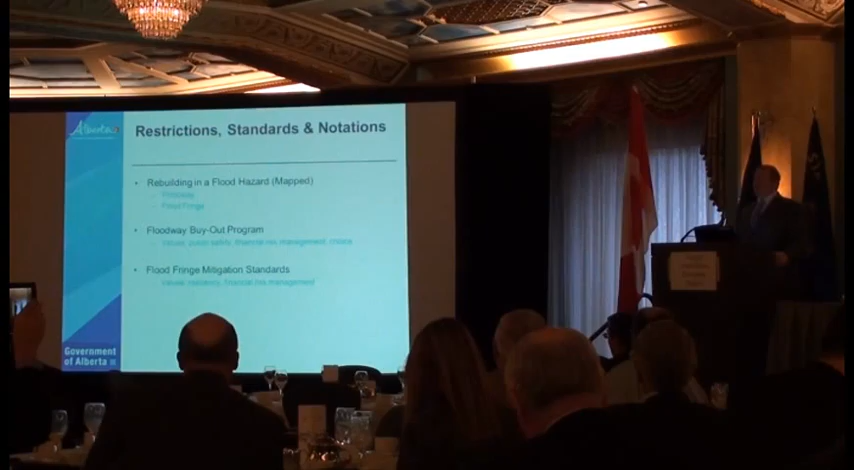 Alberta
Restrictions, Standards & Notations
• Rebuilding in a Flood Hazard (Mapped)
– Floodway
– Flood Fringe
• Floodway Buy-Out Program
– Values, public safety, financial risk management, choice
• Flood Fringe Mitigation Standards
– Values, resiliency, financial risk management
Government
of Alberta